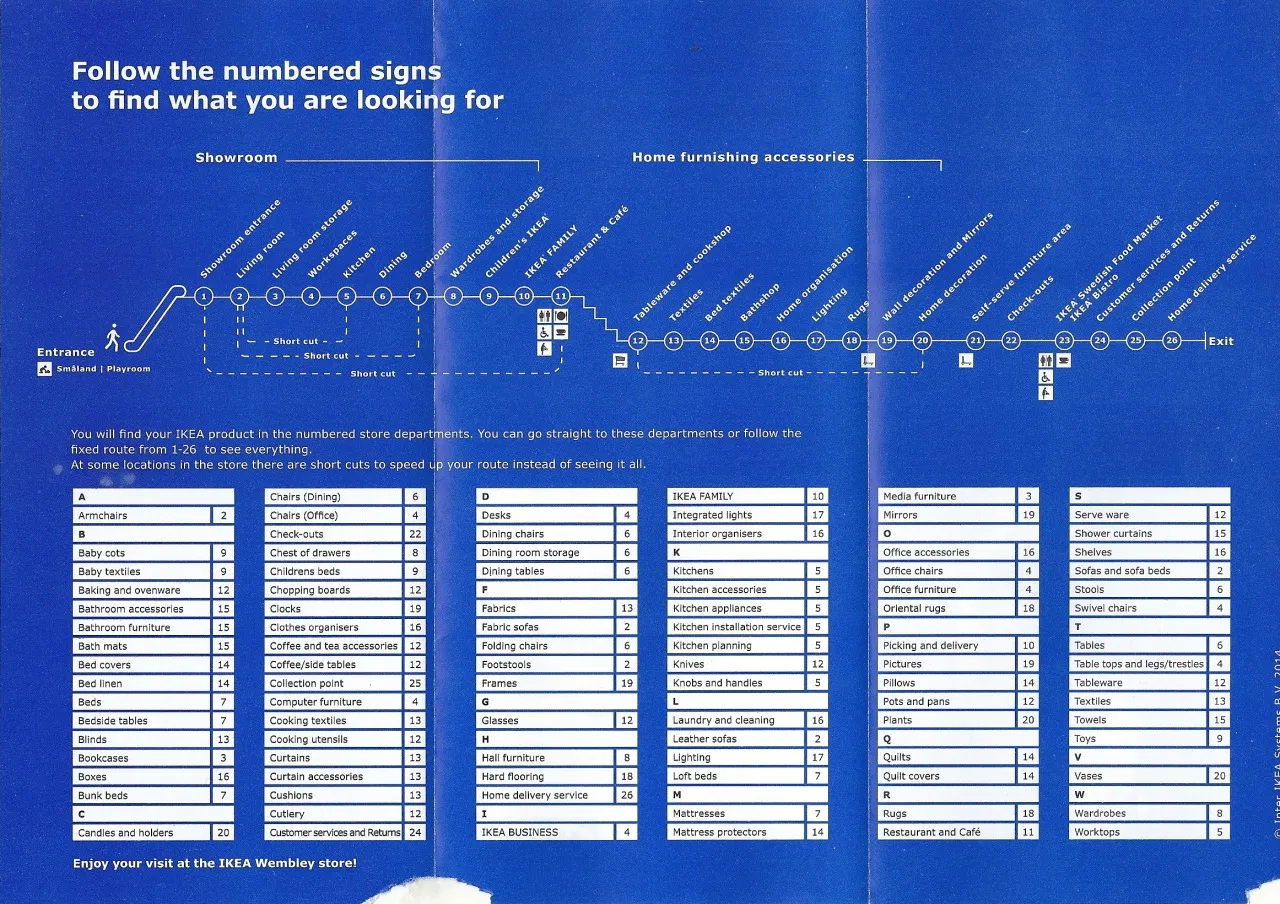 Follow the numbered signs
to find what you are looking for
Showroom
Home furnishing accessories
Showroom entrance
Living room
Living room storage
Workspaces
Kitchen
Dining
Bedroom
Wardrobes and storage
Children's IKEA
IKEA FAMILY
Restaurant & Café
Tableware and cookshop
Textiles
Bed textiles
Bathshop
Home organisation
Lighting
Rugs
Wall decoration and Mirrors
Home decoration
Self-serve furniture area
Check-outs
IKEA Swedish Food Market
IKEA Bistro
Customer services and Returns
Collection point
Home delivery service
1 2 3 4 5 6 7 8 9 10 11
12 13 14 15 16 17 18 19 20 21 22 23 24 25 26
Exit
Short cut
Short cut
Short cut
Short cut
Entrance
Småland | Playroom
You will find your IKEA product in the numbered store departments. You can go straight to these departments or follow the
fixed route from 1-26 to see everything.
At some locations in the store there are short cuts to speed up your route instead of seeing it all.
A
Armchairs 2
B
Baby cots 9
Baby textiles 9
Baking and ovenware 12
Bathroom accessories 15
Bathroom furniture 15
Bath mats 15
Bed covers 14
Bed linen 14
Beds 7
Bedside tables 7
Blinds 13
Bookcases 3
Boxes 16
Bunk beds 7
C
Candles and holders 20
Chairs (Dining) 6
Chairs (Office) 4
Check-outs 22
Chest of drawers 8
Childrens beds 9
Chopping boards 12
Clocks 19
Clothes organisers 16
Coffee and tea accessories 12
Coffee/side tables 12
Collection point 25
Computer furniture 4
Cooking textiles 13
Cooking utensils 12
Curtains 13
Curtain accessories 13
Cushions 13
Cutlery 12
Customer services and Returns 24
D
Desks 4
Dining chairs 6
Dining room storage 6
Dining tables 6
F
Fabrics 13
Fabric sofas 2
Folding chairs 6
Footstools 2
Frames 19
G
Glasses 12
H
Hall furniture 8
Hard flooring 18
Home delivery service 26
I
IKEA BUSINESS 4
IKEA FAMILY 10
Integrated lights 17
Interior organisers 16
K
Kitchens 5
Kitchen accessories 5
Kitchen appliances 5
Kitchen installation service 5
Kitchen planning 5
Knives 12
Knobs and handles 5
L
Laundry and cleaning 16
Leather sofas 2
Lighting 17
Loft beds 7
M
Mattresses 7
Mattress protectors 14
Media furniture 3
Mirrors 19
O
Office accessories 16
Office chairs 4
Office furniture 4
Oriental rugs 18
P
Picking and delivery 10
Pictures 19
Pillows 14
Pots and pans 12
Plants 20
Q
Quilts 14
Quilt covers 14
R
Rugs 18
Restaurant and Café 11
S
Serve ware 12
Shower curtains 15
Shelves 16
Sofas and sofa beds 2
Stools 6
Swivel chairs 4
T
Tables 6
Table tops and legs/trestles 4
Tableware 12
Textiles 13
Towels 15
Toys 9
V
Vases 20
W
Wardrobes 8
Worktops 5
Enjoy your visit at the IKEA Wembley store!
© Inter IKEA Systems B.V. 2014